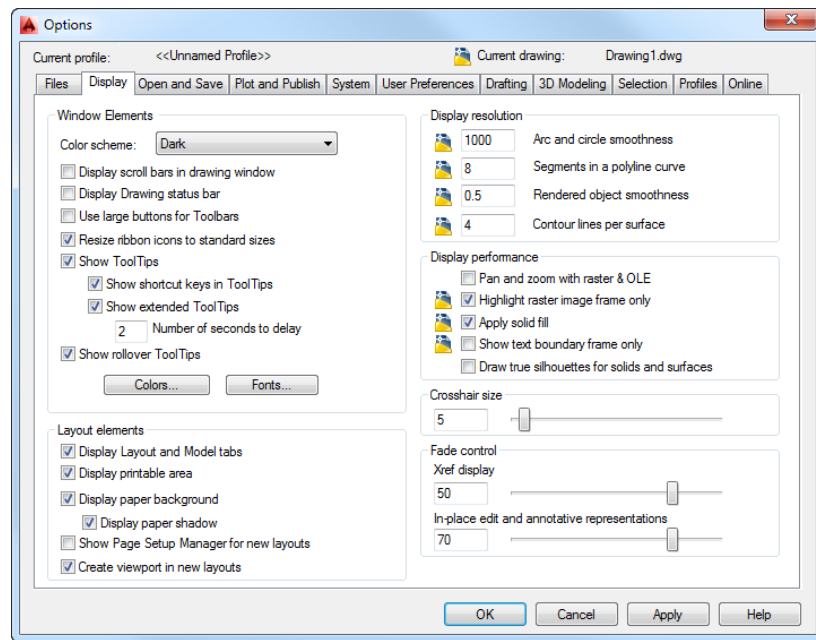 Options
Current profile: <<Unnamed Profile>> Current drawing: Drawing1.dwg
Files Display Open and Save Plot and Publish System User Preferences Drafting 3D Modeling Selection Profiles Online
Window Elements
Color scheme: Dark
Display scroll bars in drawing window
Display Drawing status bar
Use large buttons for Toolbars
Resize ribbon icons to standard sizes
Show ToolTips
Show shortcut keys in ToolTips
Show extended ToolTips
2 Number of seconds to delay
Show rollover ToolTips
Colors... Fonts...
Layout elements
Display Layout and Model tabs
Display printable area
Display paper background
Display paper shadow
Show Page Setup Manager for new layouts
Create viewport in new layouts
Display resolution
1000 Arc and circle smoothness
8 Segments in a polyline curve
0.5 Rendered object smoothness
4 Contour lines per surface
Display performance
Pan and zoom with raster & OLE
Highlight raster image frame only
Apply solid fill
Show text boundary frame only
Draw true silhouettes for solids and surfaces
Crosshair size
5
Fade control
Xref display
50
In-place edit and annotative representations
70
OK Cancel Apply Help